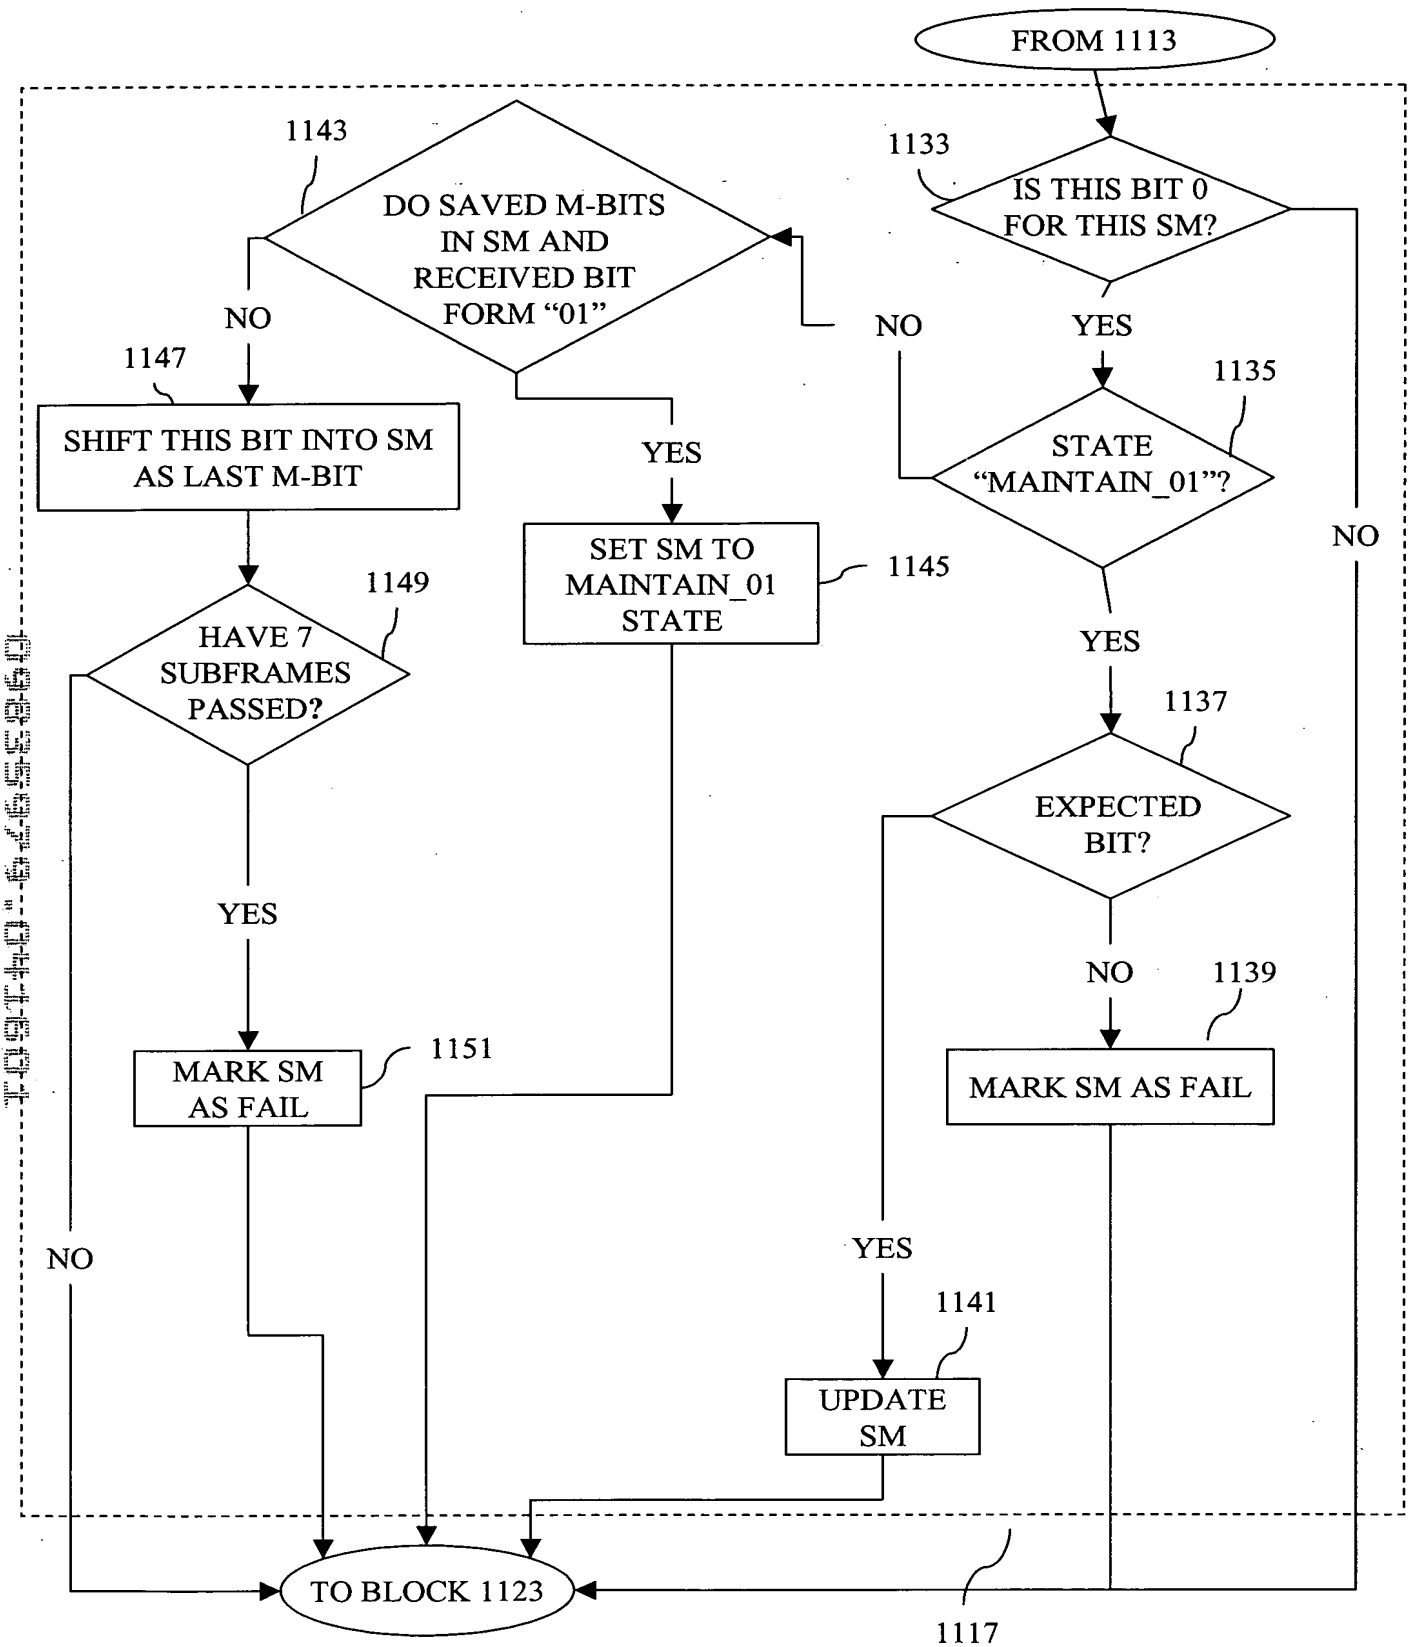 FROM 1113
1143
1133
IS THIS BIT 0
FOR THIS SM?
DO SAVED M-BITS
IN SM AND
RECEIVED BIT
FORM “01”
NO
NO
YES
1147
1135
SHIFT THIS BIT INTO SM
AS LAST M-BIT
YES
STATE
“MAINTAIN_01”?
NO
SET SM TO
MAINTAIN_01
STATE
1145
1149
HAVE 7
SUBFRAMES
PASSED?
YES
1137
EXPECTED
BIT?
YES
NO
1139
1151
MARK SM
AS FAIL
MARK SM AS FAIL
NO
YES
1141
UPDATE
SM
TO BLOCK 1123
1117